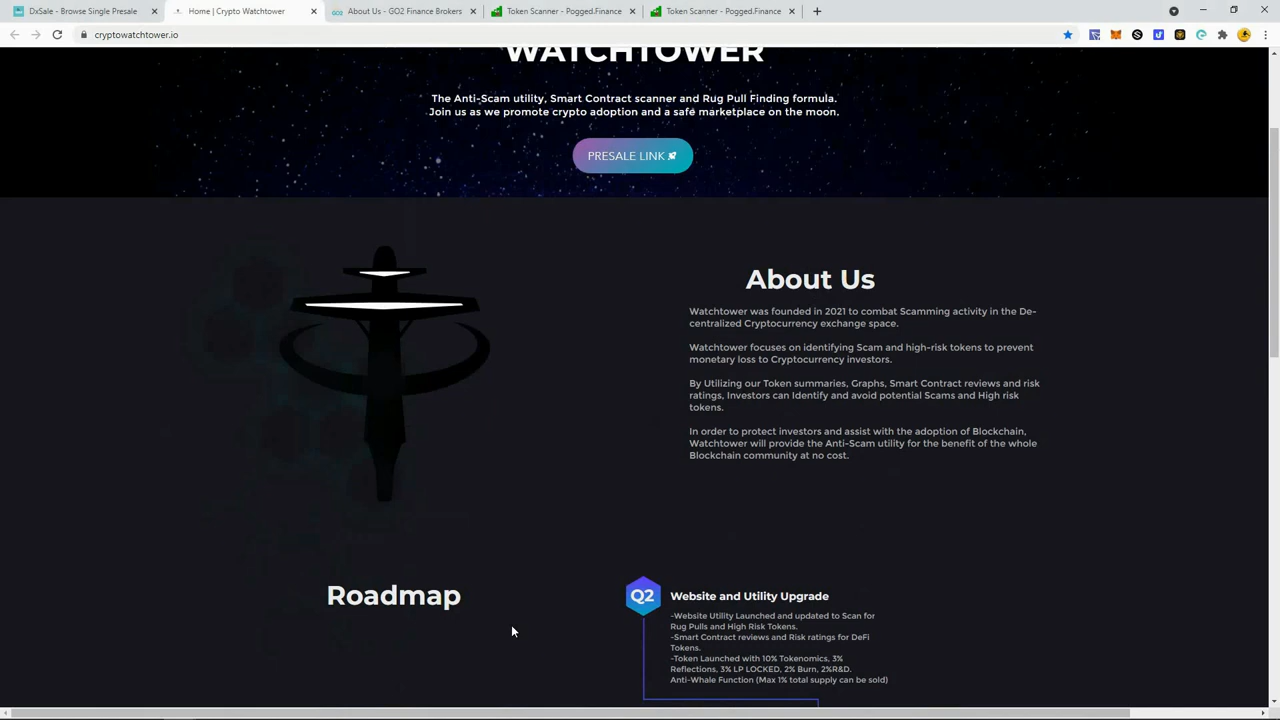 DxSale - Browse Single Presale
Home | Crypto Watchtower
About Us - GO2 Finance Brokers
Token Scanner - Pogged.Finance
Token Scanner - Pogged.Finance
cryptowatchtower.io
WATCHTOWER
The Anti-Scam utility, Smart Contract scanner and Rug Pull Finding formula.
Join us as we promote crypto adoption and a safe marketplace on the moon.
PRESALE LINK
About Us
Watchtower was founded in 2021 to combat Scamming activity in the De-
centralized Cryptocurrency exchange space.
Watchtower focuses on identifying Scam and high-risk tokens to prevent
monetary loss to Cryptocurrency investors.
By Utilizing our Token summaries, Graphs, Smart Contract reviews and risk
ratings, Investors can Identify and avoid potential Scams and High risk
tokens.
In order to protect investors and assist with the adoption of Blockchain,
Watchtower will provide the Anti-Scam utility for the benefit of the whole
Blockchain community at no cost.
Roadmap
Q2
Website and Utility Upgrade
-Website Utility Launched and updated to Scan for
Rug Pulls and High Risk Tokens.
-Smart Contract reviews and Risk ratings for DeFi
Tokens.
-Token Launched with 10% Tokenomics, 3%
Reflections, 3% LP LOCKED, 2% Burn, 2%R&D.
Anti-Whale Function (Max 1% total supply can be sold)